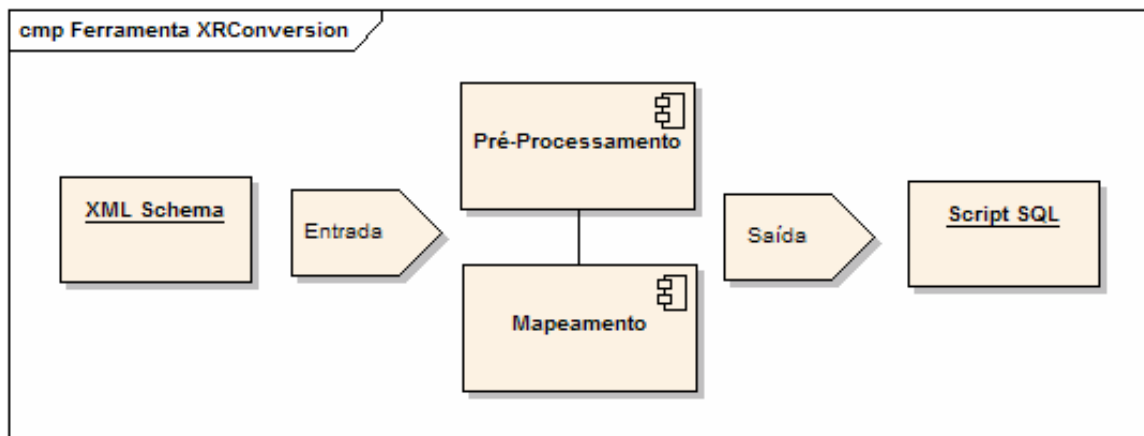 cmp Ferramenta XRConversion
XML Schema
Entrada
Pré-Processamento
Mapeamento
Saída
Script SQL